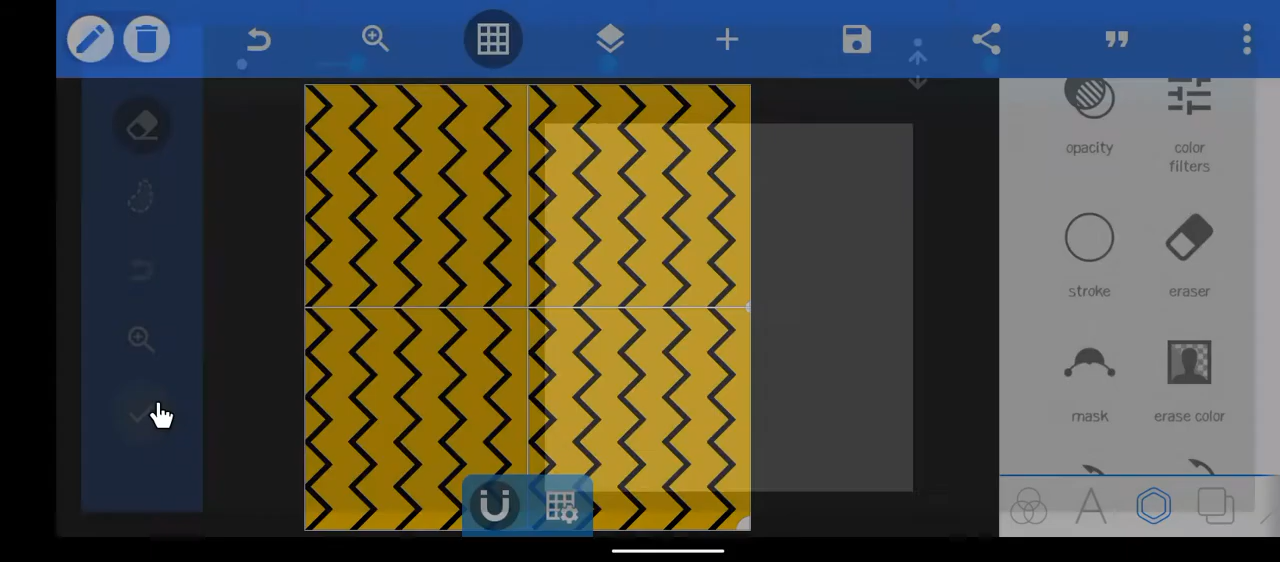 opacity
color
filters
stroke
eraser
mask
erase color